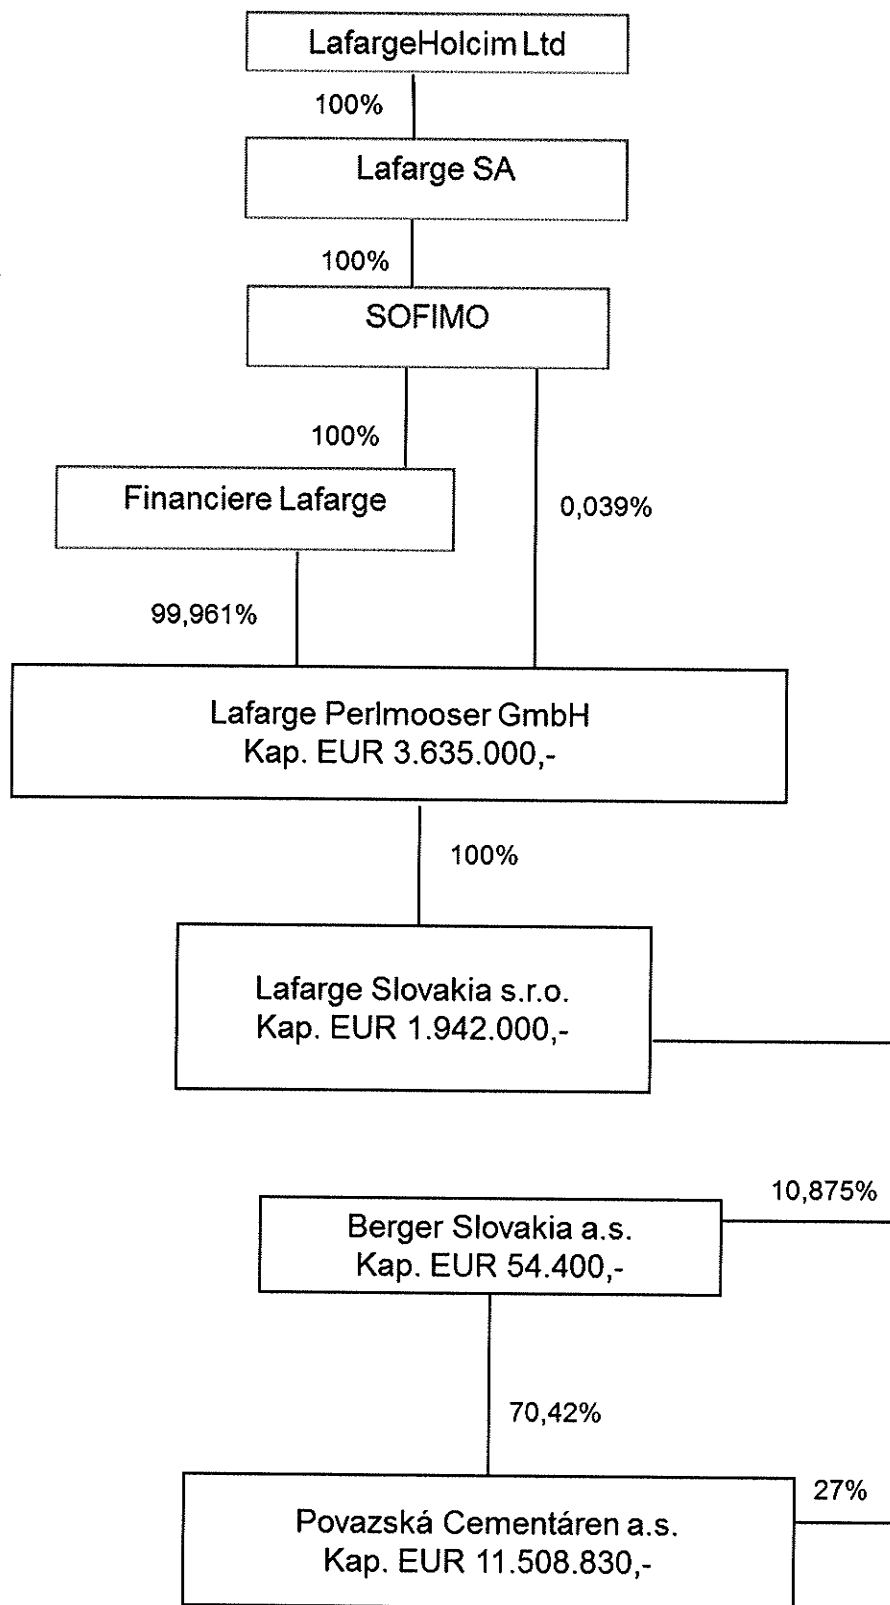 LafargeHolcim Ltd
100%
Lafarge SA
100%
SOFIMO
100%
Financiere Lafarge
0,039%
99,961%
Lafarge Perlmooser GmbH
Kap. EUR 3.635.000,-
100%
Lafarge Slovakia s.r.o.
Kap. EUR 1.942.000,-
10,875%
Berger Slovakia a.s.
Kap. EUR 54.400,-
70,42%
27%
Povazská Cementáren a.s.
Kap. EUR 11.508.830,-